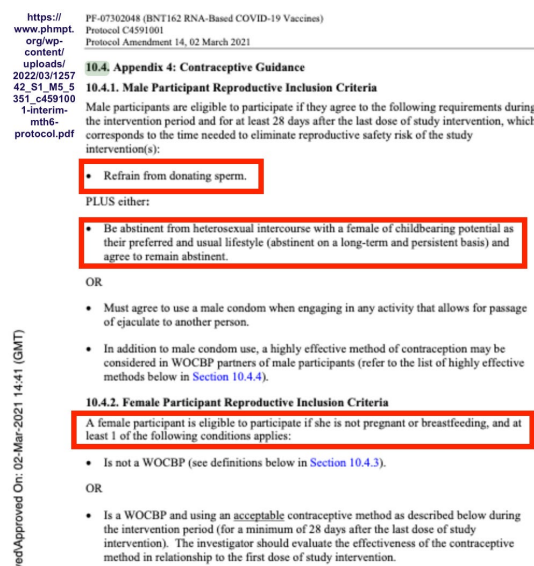 https://
www.phmpt.
org/wp-
content/
uploads/
2022/03/1257
42_S1_M5_5
351_c459100
1-interim-
mth6-
protocol.pdf
PF-07302048 (BNT162 RNA-Based COVID-19 Vaccines)
Protocol C4591001
Protocol Amendment 14, 02 March 2021
10.4. Appendix 4: Contraceptive Guidance
10.4.1. Male Participant Reproductive Inclusion Criteria
Male participants are eligible to participate if they agree to the following requirements during
the intervention period and for at least 28 days after the last dose of study intervention, which
corresponds to the time needed to eliminate reproductive safety risk of the study
intervention(s):
• Refrain from donating sperm.
PLUS either:
• Be abstinent from heterosexual intercourse with a female of childbearing potential as
their preferred and usual lifestyle (abstinent on a long-term and persistent basis) and
agree to remain abstinent.
OR
• Must agree to use a male condom when engaging in any activity that allows for passage
of ejaculate to another person.
• In addition to male condom use, a highly effective method of contraception may be
considered in WOCBP partners of male participants (refer to the list of highly effective
methods below in Section 10.4.4).
10.4.2. Female Participant Reproductive Inclusion Criteria
A female participant is eligible to participate if she is not pregnant or breastfeeding, and at
least 1 of the following conditions applies:
• Is not a WOCBP (see definitions below in Section 10.4.3).
OR
• Is a WOCBP and using an acceptable contraceptive method as described below during
the intervention period (for a minimum of 28 days after the last dose of study
intervention). The investigator should evaluate the effectiveness of the contraceptive
method in relationship to the first dose of study intervention.
ved\Approved On: 02-Mar-2021 14:41 (GMT)